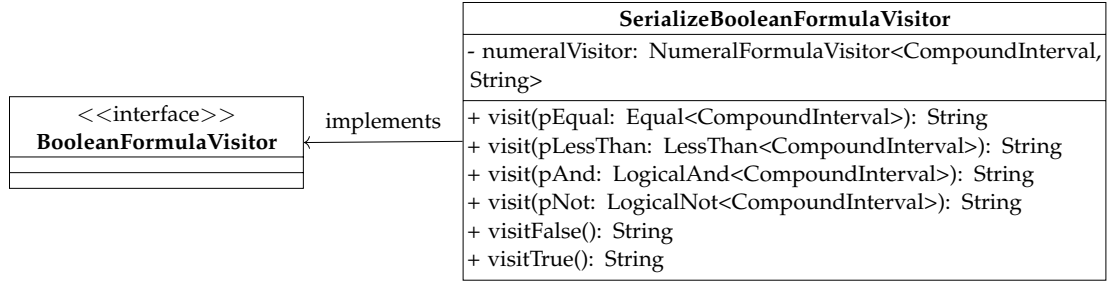 <<interface>>
BooleanFormulaVisitor
implements
SerializeBooleanFormulaVisitor
- numeralVisitor: NumeralFormulaVisitor<CompoundInterval,
String>
+ visit(pEqual: Equal<CompoundInterval>): String
+ visit(pLessThan: LessThan<CompoundInterval>): String
+ visit(pAnd: LogicalAnd<CompoundInterval>): String
+ visit(pNot: LogicalNot<CompoundInterval>): String
+ visitFalse(): String
+ visitTrue(): String